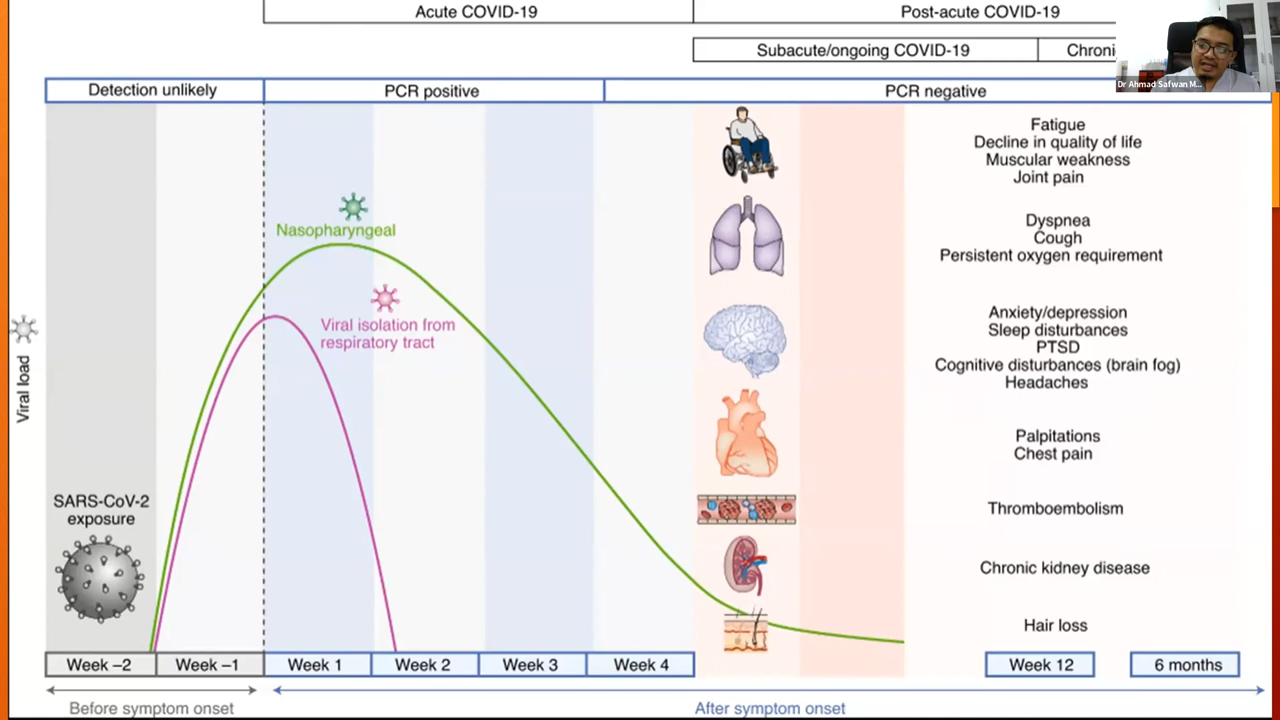 Acute COVID-19
Post-acute COVID-19
Subacute/ongoing COVID-19
Dr Ahmad Safwan M...
Detection unlikely
PCR positive
PCR negative
Fatigue
Decline in quality of life
Muscular weakness
Joint pain
Nasopharyngeal
Dyspnea
Cough
Persistent oxygen requirement
Viral isolation from
respiratory tract
Anxiety/depression
Sleep disturbances
PTSD
Cognitive disturbances (brain fog)
Headaches
Viral load
Palpitations
Chest pain
SARS-CoV-2
exposure
Thromboembolism
Chronic kidney disease
Hair loss
Week –2
Week –1
Week 1
Week 2
Week 3
Week 4
Week 12
6 months
Before symptom onset
After symptom onset